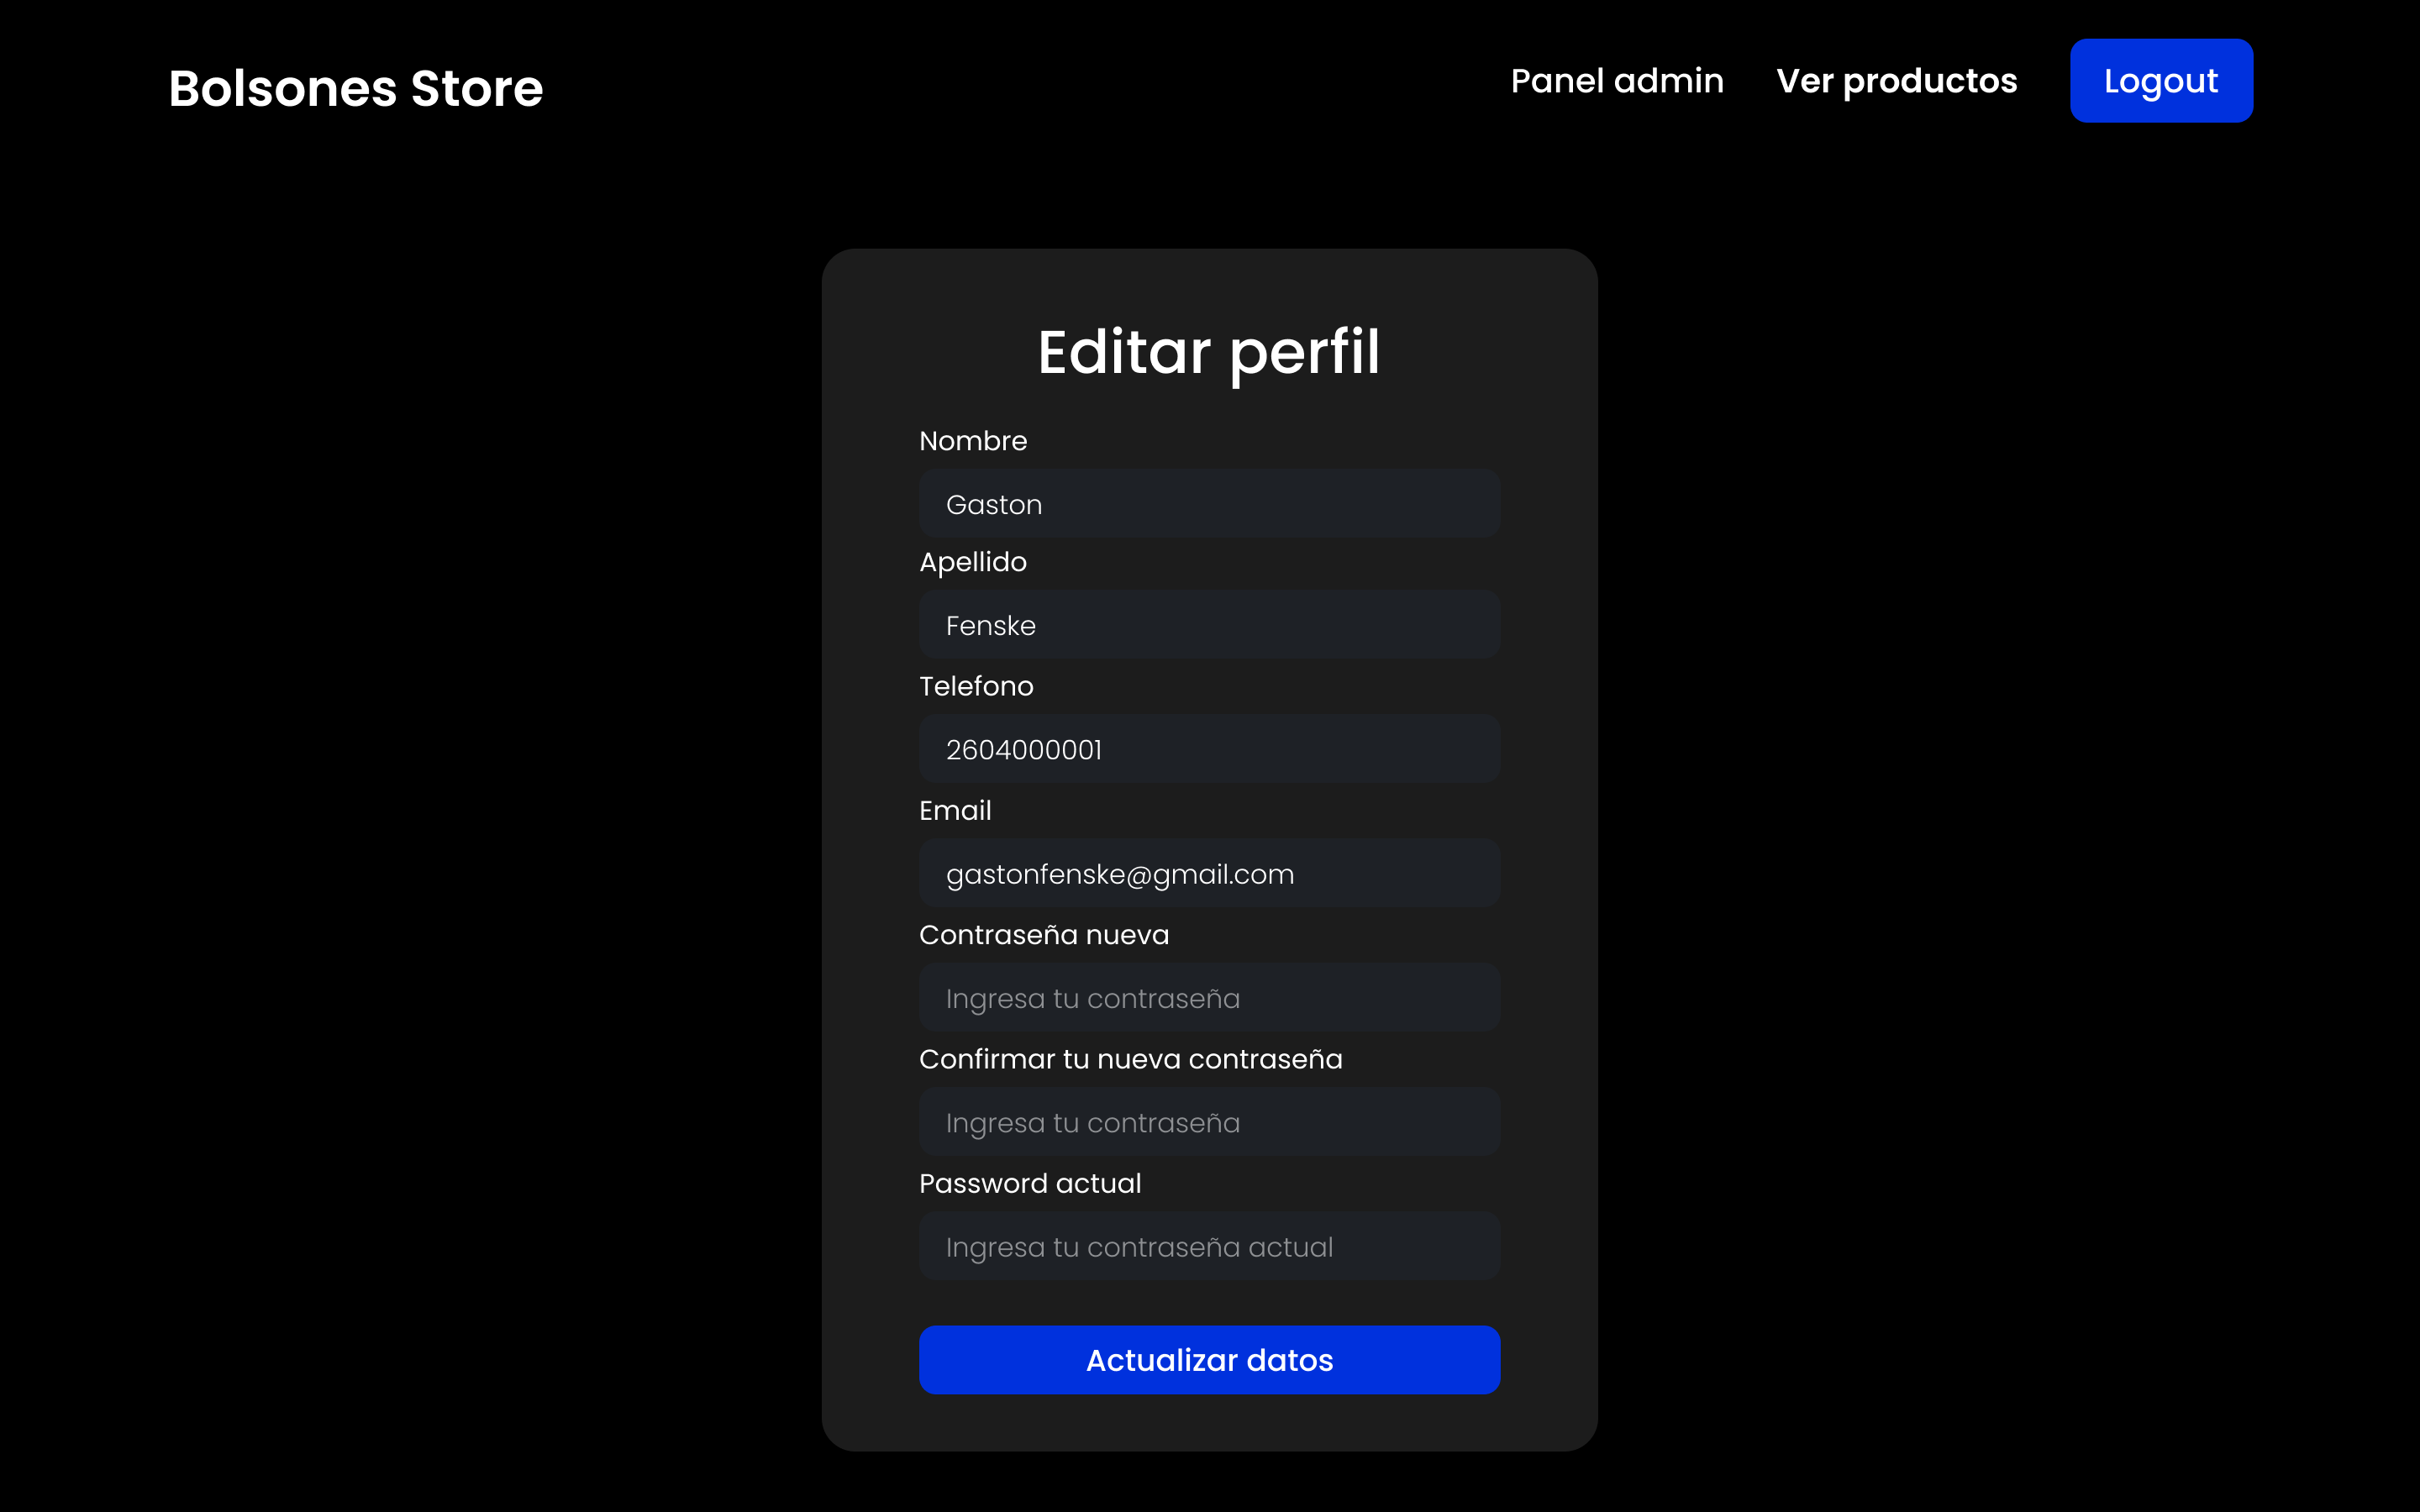 Bolsones Store
Panel admin
Ver productos
Logout
Editar perfil
Nombre
Gaston
Apellido
Fenske
Telefono
2604000001
Email
gastonfenske@gmail.com
Contraseña nueva
Ingresa tu contraseña
Confirmar tu nueva contraseña
Ingresa tu contraseña
Password actual
Ingresa tu contraseña actual
Actualizar datos